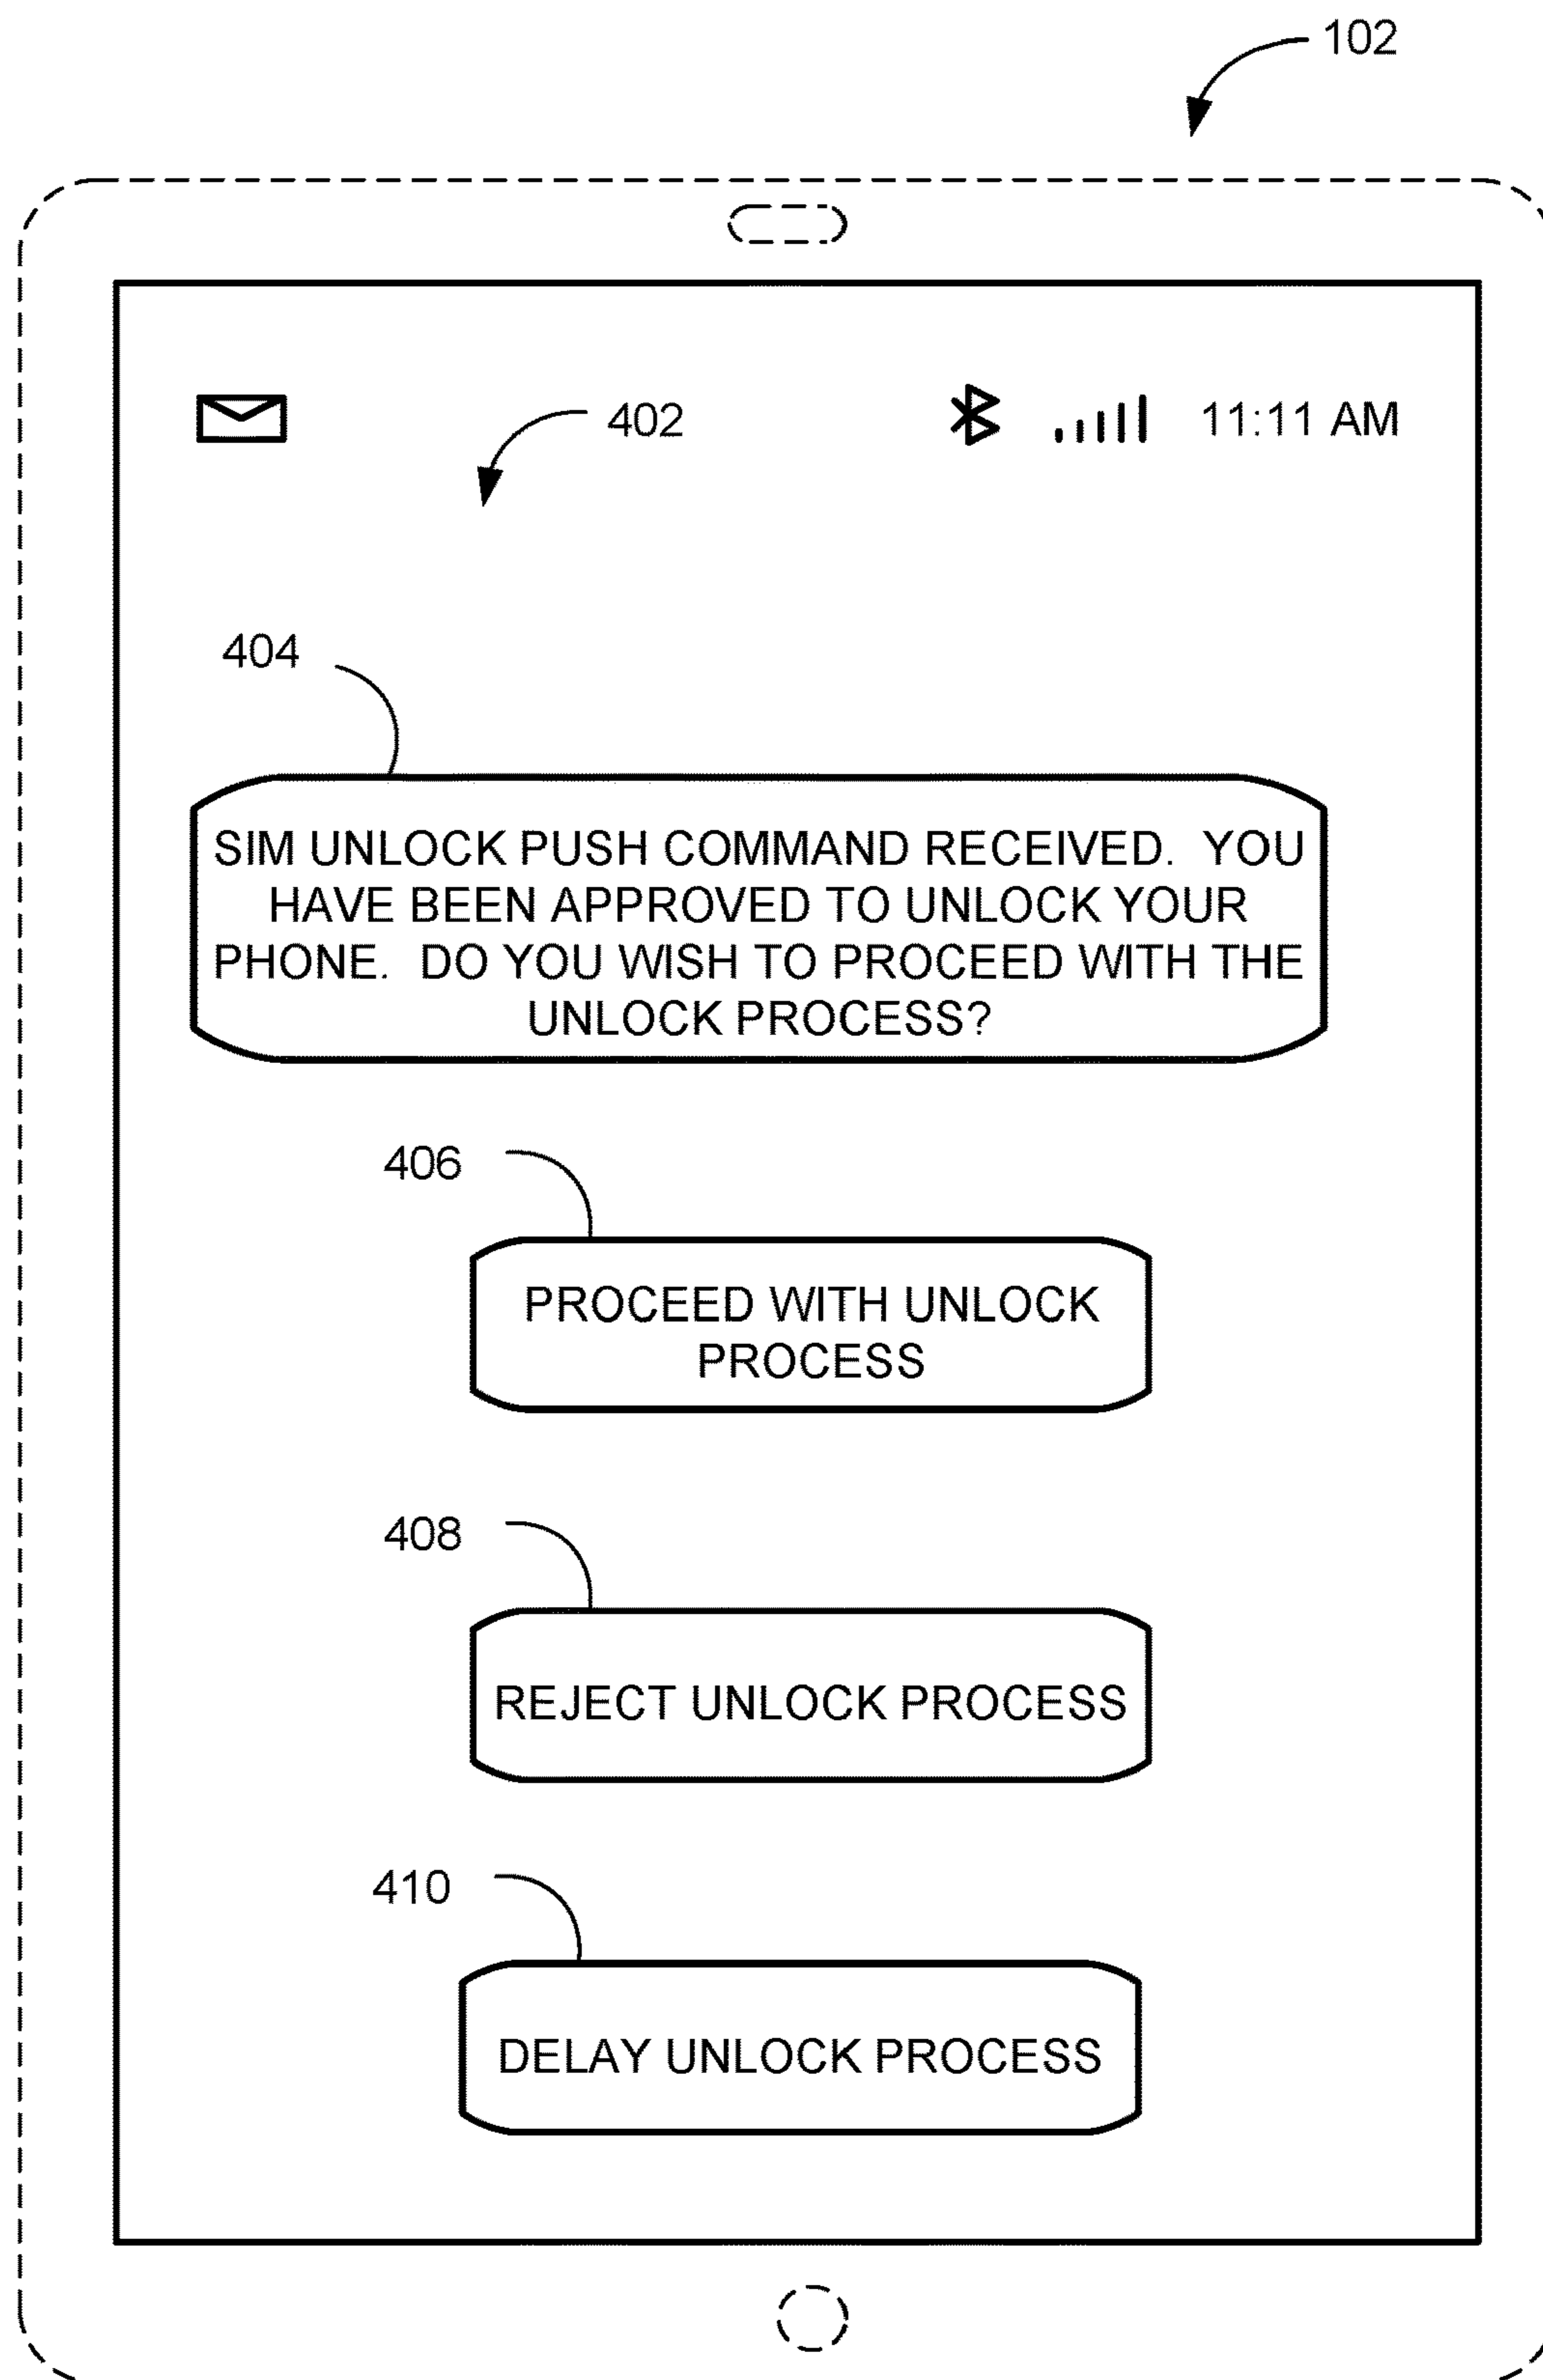 102
402
11:11 AM
404
SIM UNLOCK PUSH COMMAND RECEIVED. YOU
HAVE BEEN APPROVED TO UNLOCK YOUR
PHONE. DO YOU WISH TO PROCEED WITH THE
UNLOCK PROCESS?
406
PROCEED WITH UNLOCK
PROCESS
408
REJECT UNLOCK PROCESS
410
DELAY UNLOCK PROCESS